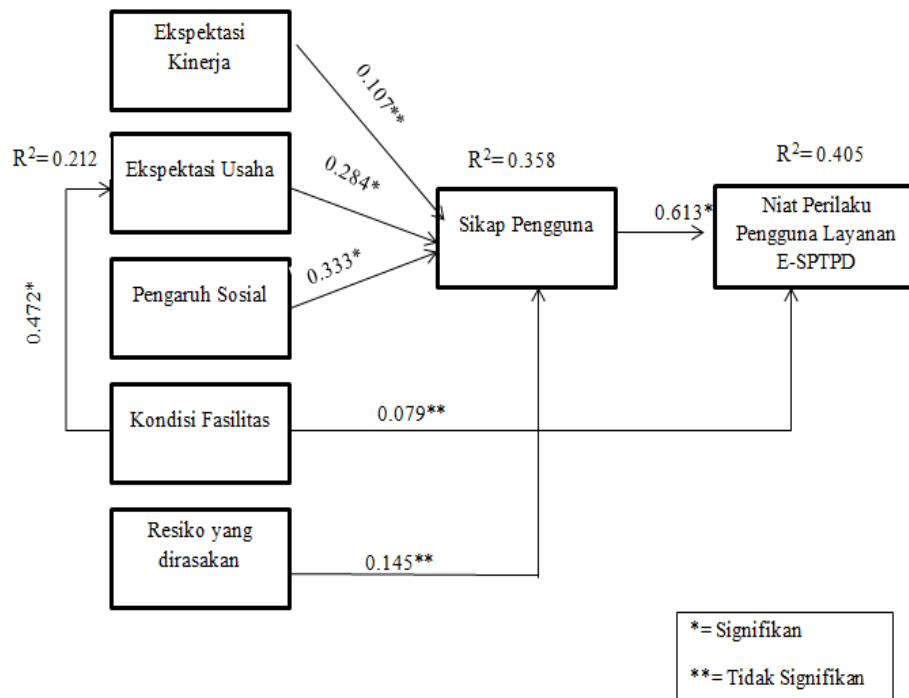 Ekspektasi
Kinerja
0.107**
R²= 0.212
Ekspektasi Usaha
0.284*
R²= 0.358
Sikap Pengguna
0.613*
R²= 0.405
Niat Perilaku
Pengguna Layanan
E-SPTPD
Pengaruh Sosial
0.333*
0.472*
Kondisi Fasilitas
0.079**
Resiko yang
dirasakan
0.145**
*= Signifikan
**= Tidak Signifikan